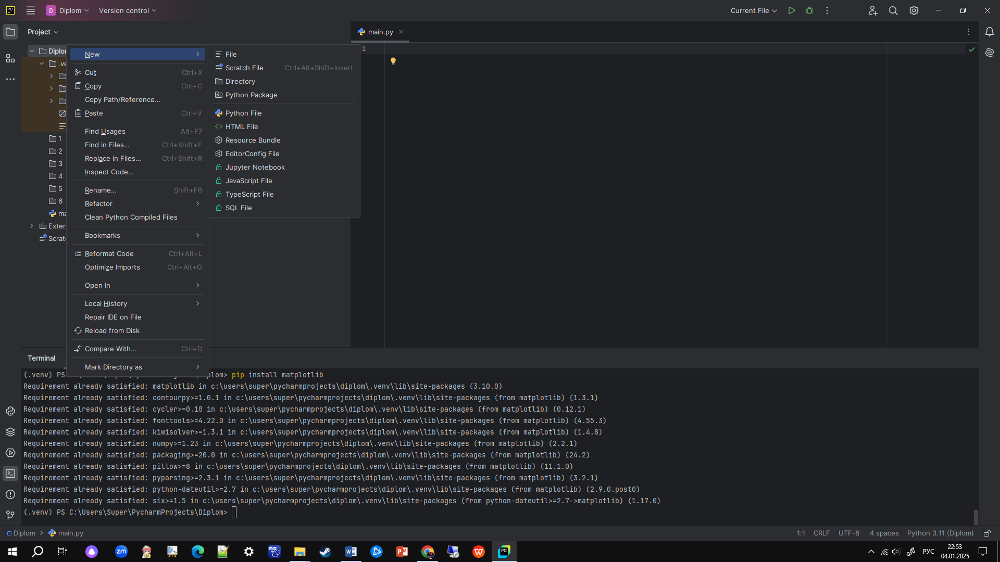 PC
D Diplom Version control Current File
Project
main.py
1
Diplo
.ve
1
2
3
4
5
6
ma
Exter
Scrat
New
Cut Ctrl+X
Copy Ctrl+C
Copy Path/Reference...
Paste Ctrl+V
Find Usages Alt+F7
Find in Files... Ctrl+Shift+F
Replace in Files... Ctrl+Shift+R
Inspect Code...
Rename... Shift+F6
Refactor
Clean Python Compiled Files
Bookmarks
Reformat Code Ctrl+Alt+L
Optimize Imports Ctrl+Alt+O
Open In
Local History
Repair IDE on File
Reload from Disk
Compare With... Ctrl+D
Mark Directory as
File
Scratch File Ctrl+Alt+Shift+Insert
Directory
Python Package
Python File
HTML File
Resource Bundle
EditorConfig File
Jupyter Notebook
JavaScript File
TypeScript File
SQL File
Terminal
(.venv) PS C:\Users\Super\PycharmProjects\Diplom> pip install matplotlib
Requirement already satisfied: matplotlib in c:\users\super\pycharmprojects\diplom\.venv\lib\site-packages (3.10.0)
Requirement already satisfied: contourpy>=1.0.1 in c:\users\super\pycharmprojects\diplom\.venv\lib\site-packages (from matplotlib) (1.3.1)
Requirement already satisfied: cycler>=0.10 in c:\users\super\pycharmprojects\diplom\.venv\lib\site-packages (from matplotlib) (0.12.1)
Requirement already satisfied: fonttools>=4.22.0 in c:\users\super\pycharmprojects\diplom\.venv\lib\site-packages (from matplotlib) (4.55.3)
Requirement already satisfied: kiwisolver>=1.3.1 in c:\users\super\pycharmprojects\diplom\.venv\lib\site-packages (from matplotlib) (1.4.8)
Requirement already satisfied: numpy>=1.23 in c:\users\super\pycharmprojects\diplom\.venv\lib\site-packages (from matplotlib) (2.2.1)
Requirement already satisfied: packaging>=20.0 in c:\users\super\pycharmprojects\diplom\.venv\lib\site-packages (from matplotlib) (24.2)
Requirement already satisfied: pillow>=8 in c:\users\super\pycharmprojects\diplom\.venv\lib\site-packages (from matplotlib) (11.1.0)
Requirement already satisfied: pyparsing>=2.3.1 in c:\users\super\pycharmprojects\diplom\.venv\lib\site-packages (from matplotlib) (3.2.1)
Requirement already satisfied: python-dateutil>=2.7 in c:\users\super\pycharmprojects\diplom\.venv\lib\site-packages (from matplotlib) (2.9.0.post0)
Requirement already satisfied: six>=1.5 in c:\users\super\pycharmprojects\diplom\.venv\lib\site-packages (from python-dateutil>=2.7->matplotlib) (1.17.0)
(.venv) PS C:\Users\Super\PycharmProjects\Diplom>
Diplom > main.py 1:1 CRLF UTF-8 4 spaces Python 3.11 (Diplom)
zm W P W PC РУС 22:53
04.01.2025